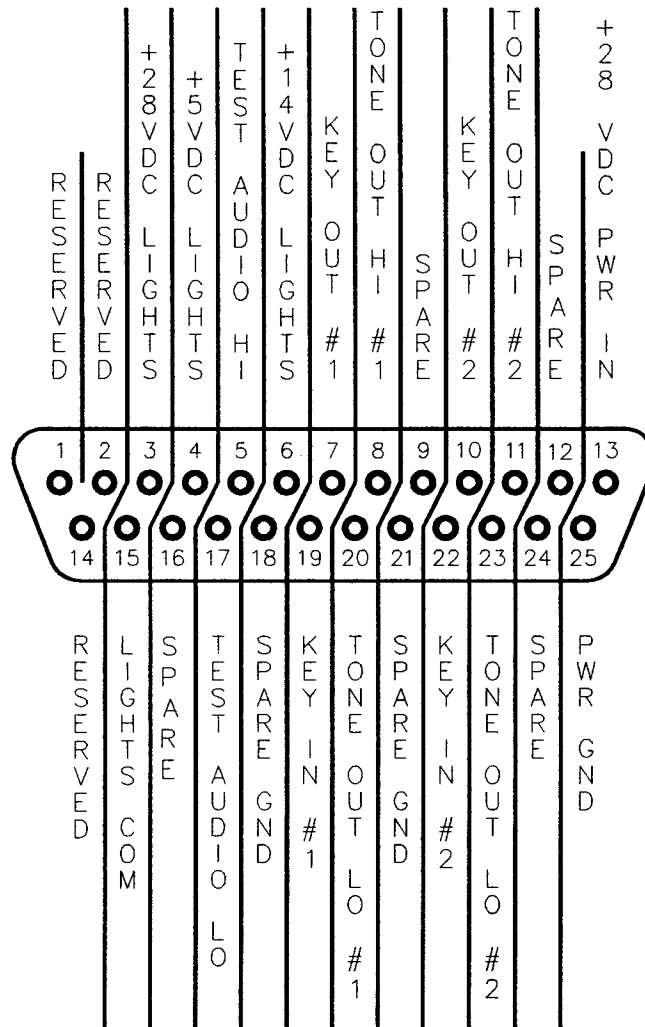 RESERVED
RESERVED
+28VDC LIGHTS
+5VDC LIGHTS
TEST AUDIO HI
+14VDC LIGHTS
KEY OUT #1
TONE OUT HI #1
SPARE
KEY OUT #2
TONE OUT HI #2
SPARE
+28 VDC PWR IN
1 2 3 4 5 6 7 8 9 10 11 12 13
14 15 16 17 18 19 20 21 22 23 24 25
RESERVED
LIGHTS COM
SPARE
TEST AUDIO LO
SPARE GND
KEY IN #1
TONE OUT LO #1
SPARE GND
KEY IN #2
TONE OUT LO #2
SPARE
PWR GND